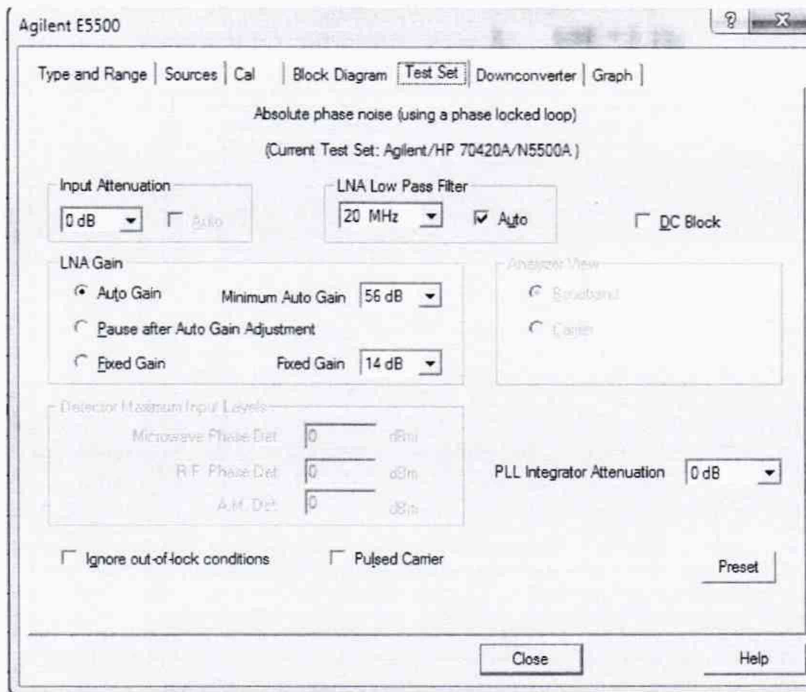 Agilent E5500
?
X
Type and Range
Sources
Cal
Block Diagram
Test Set
Downconverter
Graph
Absolute phase noise (using a phase locked loop)
(Current Test Set: Agilent/HP 70420A/N5500A )
Input Attenuation
0 dB
Auto
LNA Low Pass Filter
20 MHz
Auto
DC Block
LNA Gain
Auto Gain
Minimum Auto Gain
56 dB
Pause after Auto Gain Adjustment
Fixed Gain
Fixed Gain
14 dB
Analyzer View
Baseband
Carrier
Detector Maximum Input Levels
Microwave Phase Det
0
dBm
R.F. Phase Det
0
dBm
A.M. Det
0
dBm
PLL Integrator Attenuation
0 dB
Ignore out-of-lock conditions
Pulsed Carrier
Preset
Close
Help